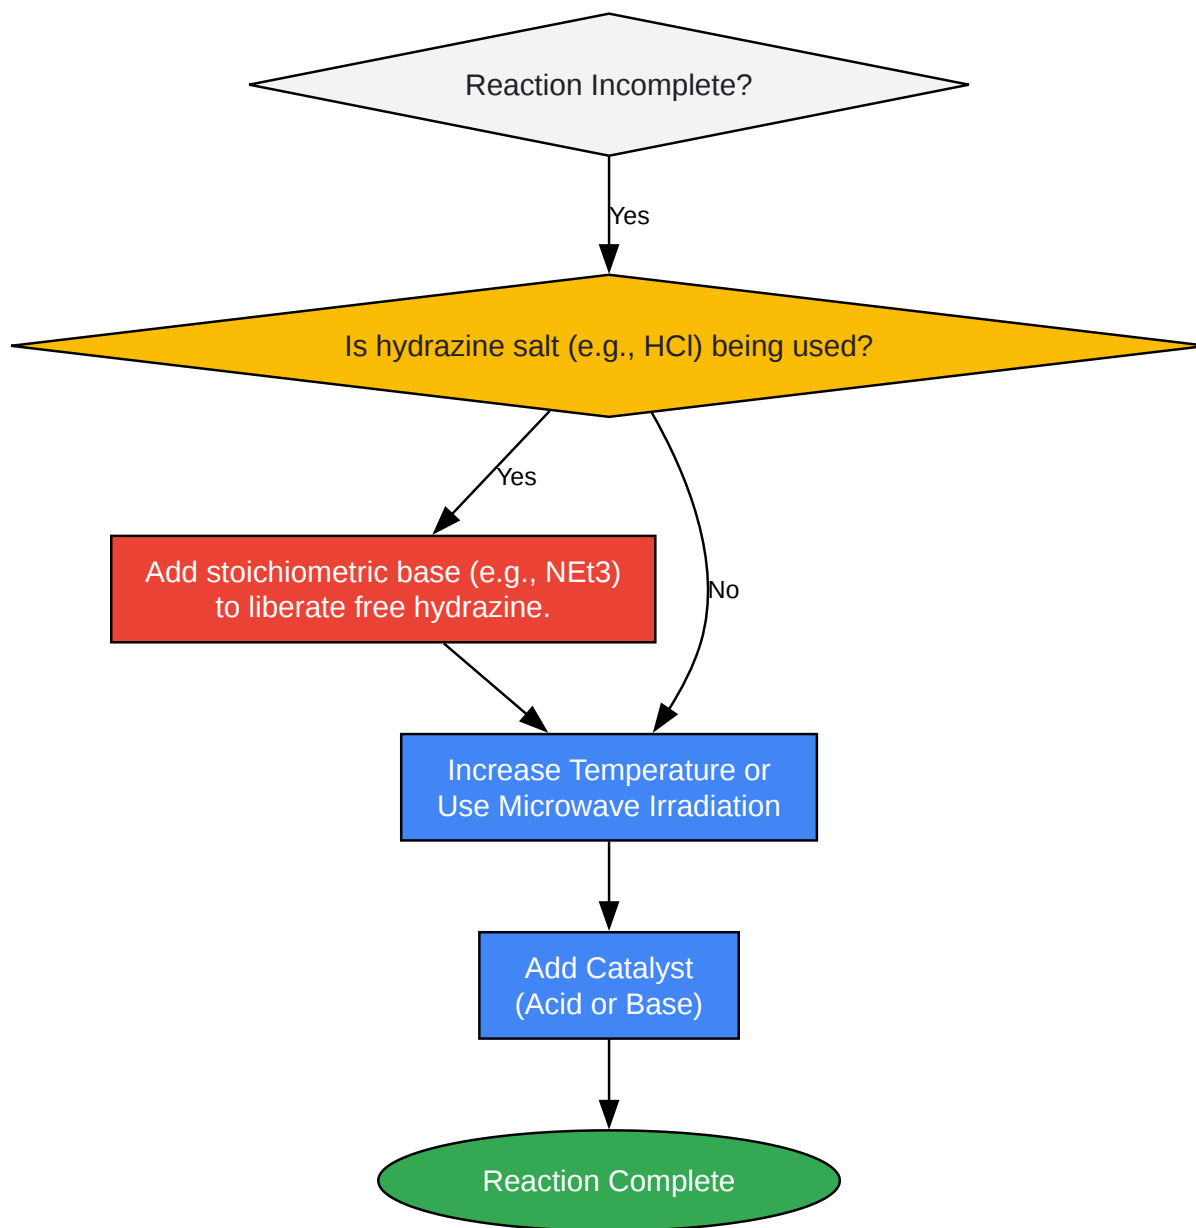 Reaction Incomplete?
Yes
Is hydrazine salt (e.g., HCl) being used?
Yes
Add stoichiometric base (e.g., NEt3)
to liberate free hydrazine.
No
Increase Temperature or
Use Microwave Irradiation
Add Catalyst
(Acid or Base)
Reaction Complete